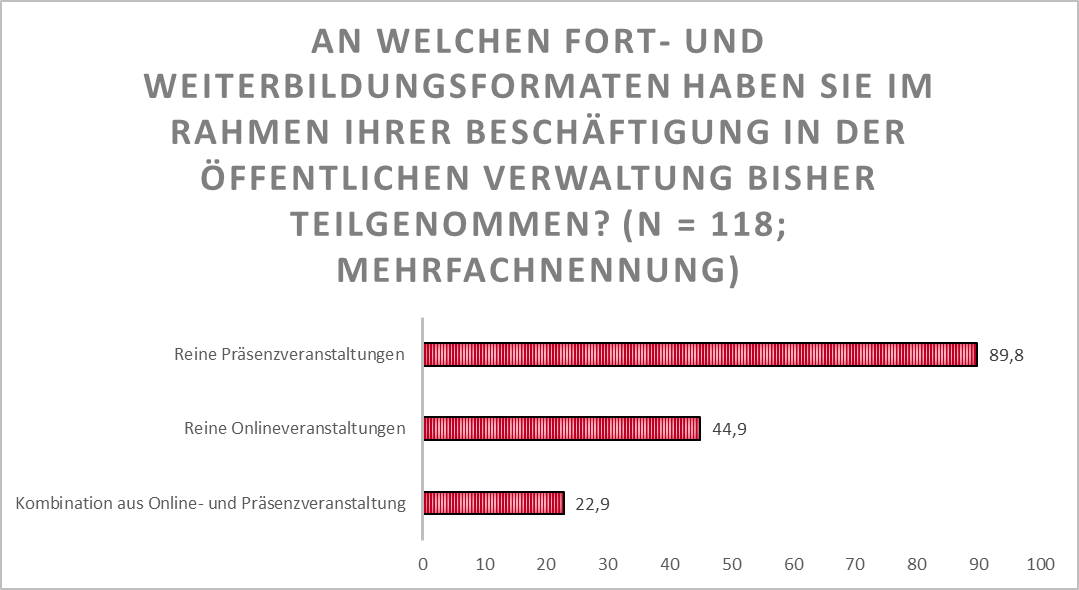 AN WELCHEN FORT- UND
WEITERBILDUNGSFORMATEN HABEN SIE IM
RAHMEN IHRER BESCHÄFTIGUNG IN DER
ÖFFENTLICHEN VERWALTUNG BISHER
TEILGENOMMEN? (N = 118;
MEHRFACHNENNUNG)
Reine Präsenzveranstaltungen 89,8
Reine Onlineveranstaltungen 44,9
Kombination aus Online- und Präsenzveranstaltung 22,9
0 10 20 30 40 50 60 70 80 90 100